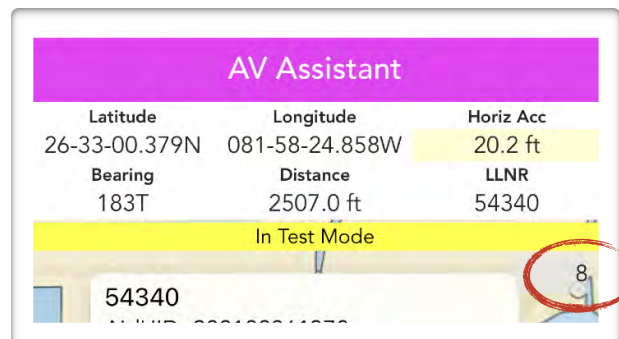 AV Assistant
Latitude Longitude Horiz Acc
26-33-00.379N 081-58-24.858W 20.2 ft
Bearing Distance LLNR
183T 2507.0 ft 54340
In Test Mode
8
54340